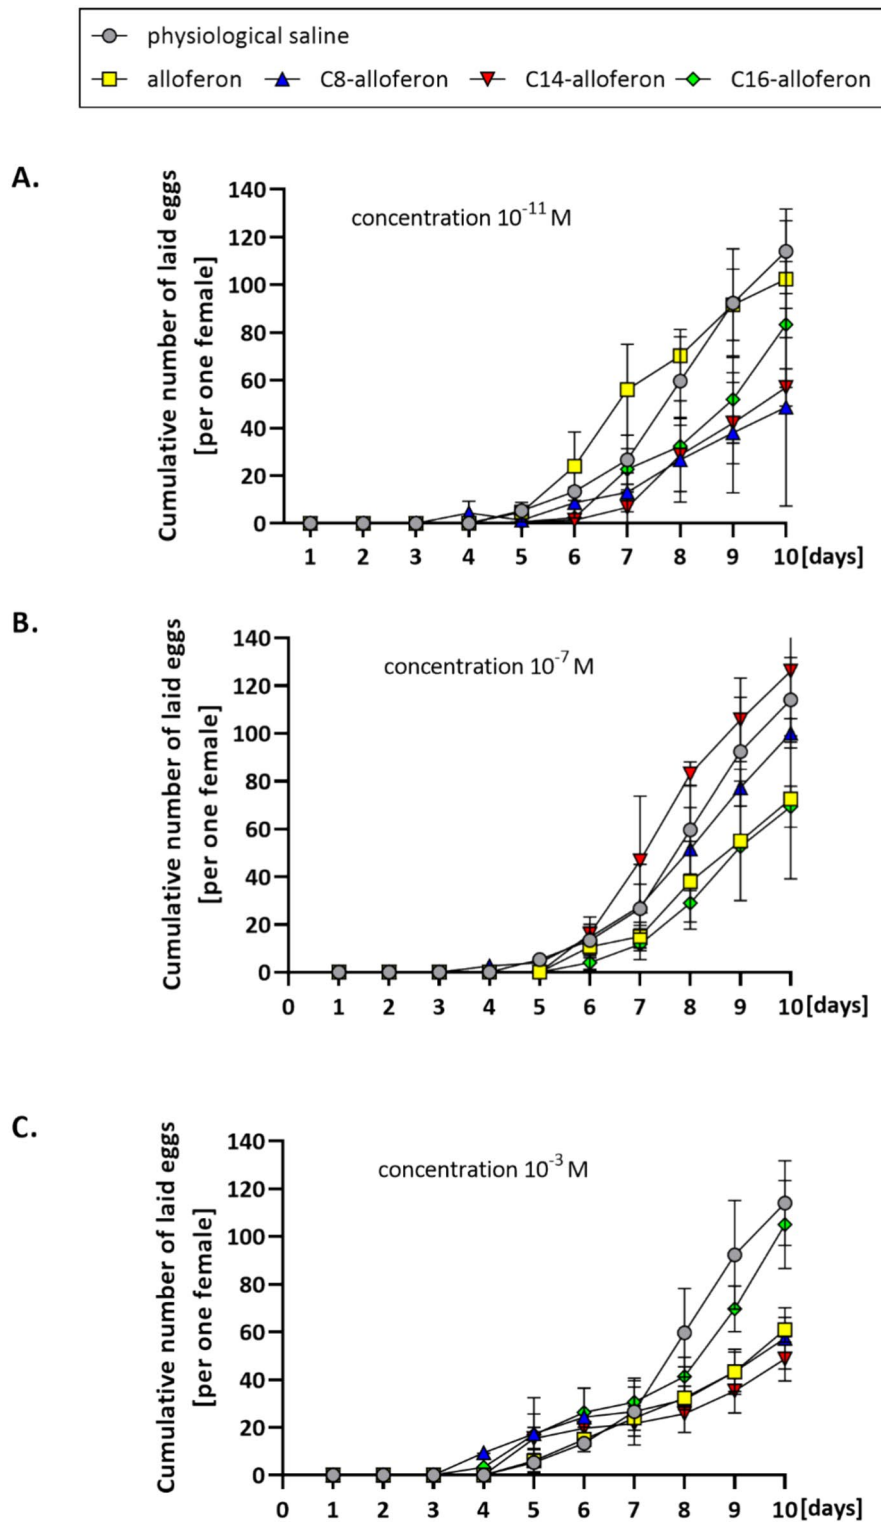 physiological saline
alloferon C8-alloferon C14-alloferon C16-alloferon
A.
Cumulative number of laid eggs
[per one female]
concentration 10⁻¹¹ M
140
120
100
80
60
40
20
0
1 2 3 4 5 6 7 8 9 10 [days]
B.
Cumulative number of laid eggs
[per one female]
concentration 10⁻⁷ M
140
120
100
80
60
40
20
0
0 1 2 3 4 5 6 7 8 9 10 [days]
C.
Cumulative number of laid eggs
[per one female]
concentration 10⁻³ M
140
120
100
80
60
40
20
0
0 1 2 3 4 5 6 7 8 9 10 [days]